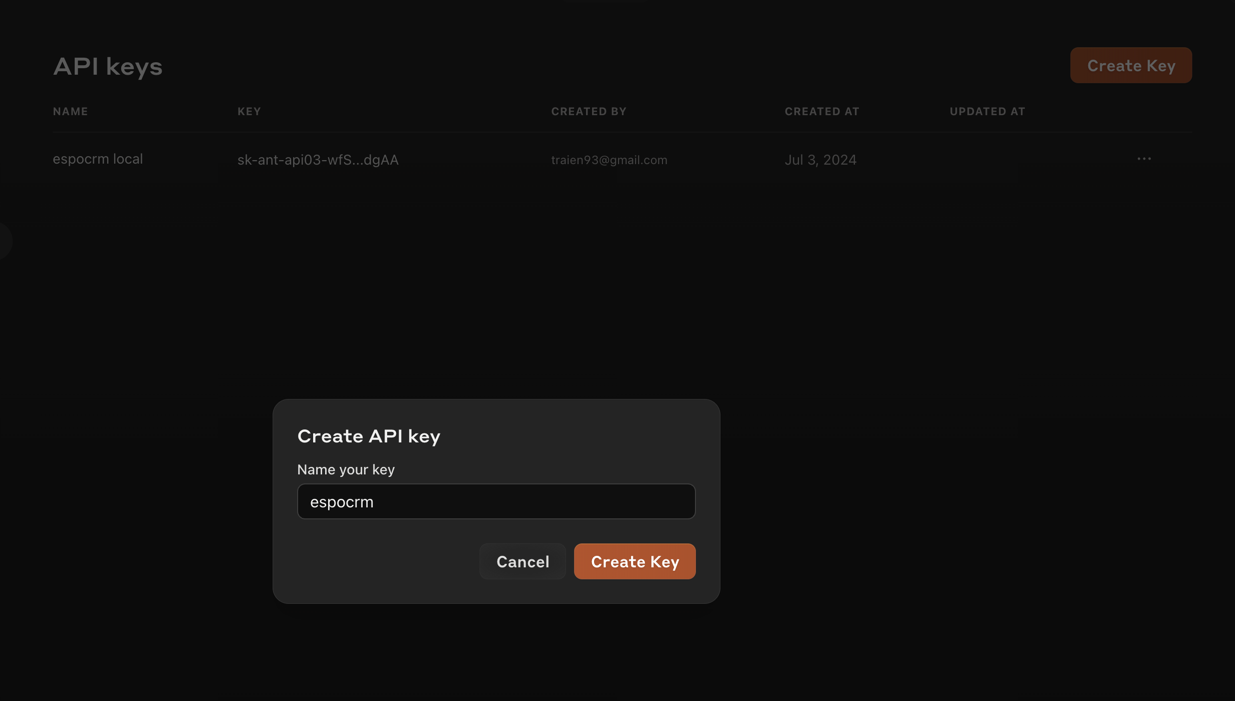 API keys
Create Key
NAME KEY CREATED BY CREATED AT UPDATED AT
espocrm local sk-ant-api03-wfS...dgAA traien93@gmail.com Jul 3, 2024 ...
Create API key
Name your key
espocrm
Cancel Create Key